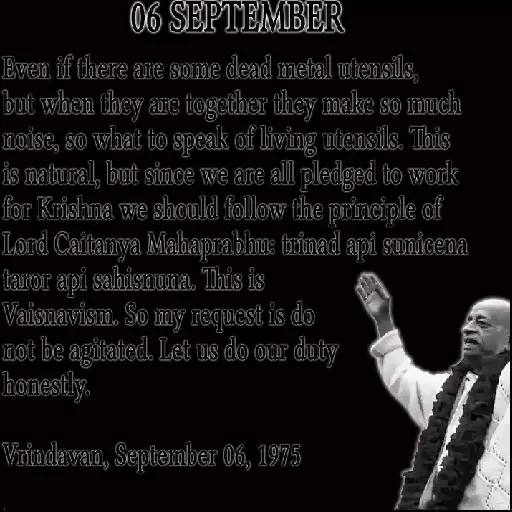 06 SEPTEMBER
Even if there are some dead metal utensils,
but when they are together they make so much
noise, so what to speak of living utensils. This
is natural, but since we are all pledged to work
for Krishna we should follow the principle of
Lord Caitanya Mahaprabhu: trinad api sunicena
taror api sahisnuna. This is
Vaisnavism. So my request is do
not be agitated. Let us do our duty
honestly.
Vrindavan, September 06, 1975